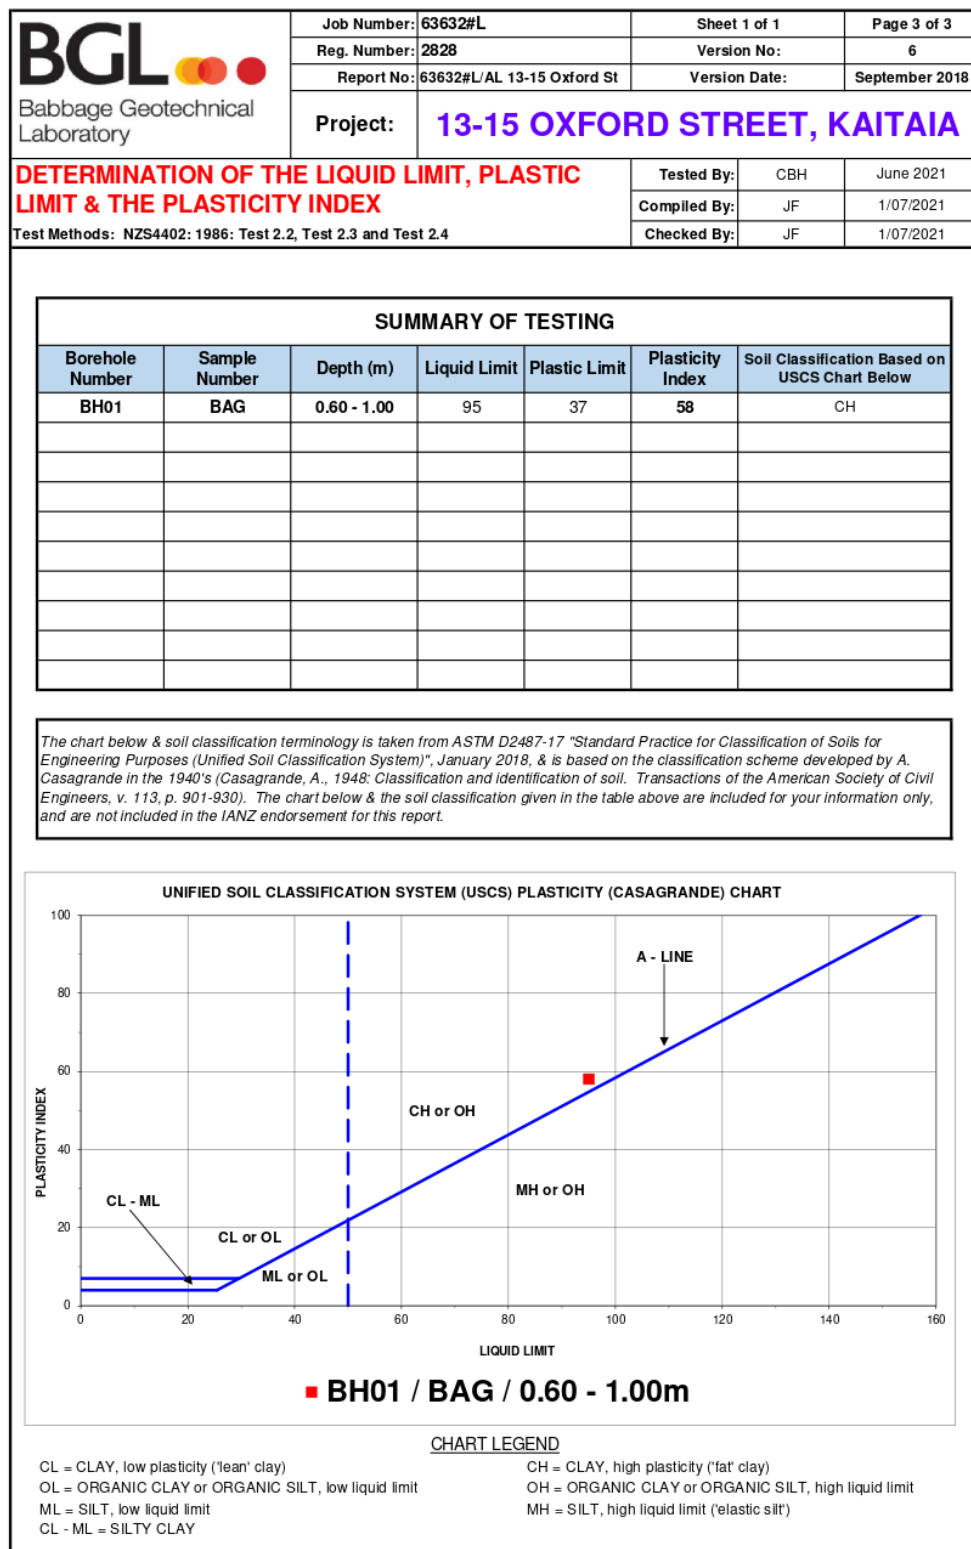 BGL
Babbage Geotechnical
Laboratory
Job Number: 63632#L Sheet 1 of 1 Page 3 of 3
Reg. Number: 2828 Version No: 6
Report No: 63632#L/AL 13-15 Oxford St Version Date: September 2018
Project: 13-15 OXFORD STREET, KAITAIA
DETERMINATION OF THE LIQUID LIMIT, PLASTIC
LIMIT & THE PLASTICITY INDEX
Test Methods: NZS4402: 1986: Test 2.2, Test 2.3 and Test 2.4
Tested By: CBH June 2021
Compiled By: JF 1/07/2021
Checked By: JF 1/07/2021
SUMMARY OF TESTING
Borehole Number Sample Number Depth (m) Liquid Limit Plastic Limit Plasticity Index Soil Classification Based on USCS Chart Below
BH01 BAG 0.60 - 1.00 95 37 58 CH
The chart below & soil classification terminology is taken from ASTM D2487-17 "Standard Practice for Classification of Soils for
Engineering Purposes (Unified Soil Classification System)", January 2018, & is based on the classification scheme developed by A.
Casagrande in the 1940's (Casagrande, A., 1948: Classification and identification of soil. Transactions of the American Society of Civil
Engineers, v. 113, p. 901-930). The chart below & the soil classification given in the table above are included for your information only,
and are not included in the IANZ endorsement for this report.
UNIFIED SOIL CLASSIFICATION SYSTEM (USCS) PLASTICITY (CASAGRANDE) CHART
100
80
60
40
20
0
PLASTICITY INDEX
A - LINE
CH or OH
MH or OH
CL - ML
CL or OL
ML or OL
0 20 40 60 80 100 120 140 160
LIQUID LIMIT
BH01 / BAG / 0.60 - 1.00m
CHART LEGEND
CL = CLAY, low plasticity ('lean' clay)
OL = ORGANIC CLAY or ORGANIC SILT, low liquid limit
ML = SILT, low liquid limit
CL - ML = SILTY CLAY
CH = CLAY, high plasticity ('fat' clay)
OH = ORGANIC CLAY or ORGANIC SILT, high liquid limit
MH = SILT, high liquid limit ('elastic silt')